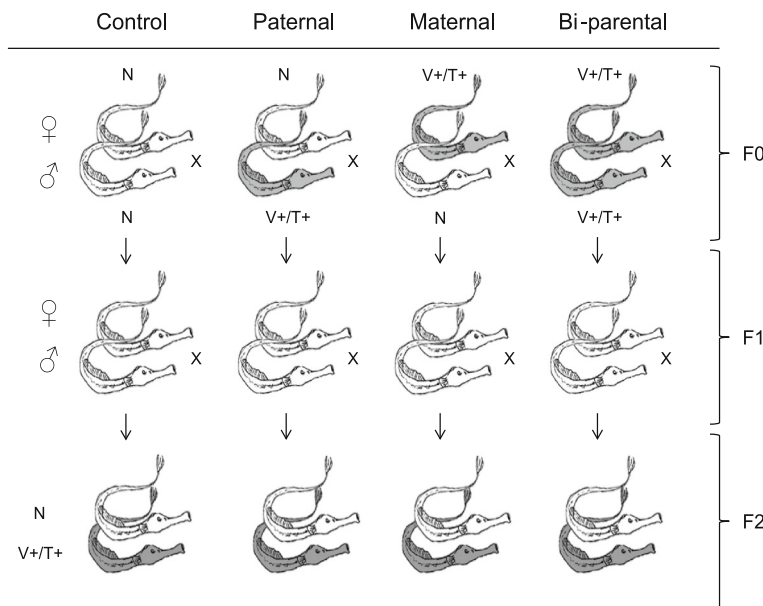 Control Paternal Maternal Bi-parental
N N V+/T+ V+/T+
♀
♂
X X X X
F0
N V+/T+ N V+/T+
♀
♂
X X X X
F1
N
V+/T+
F2